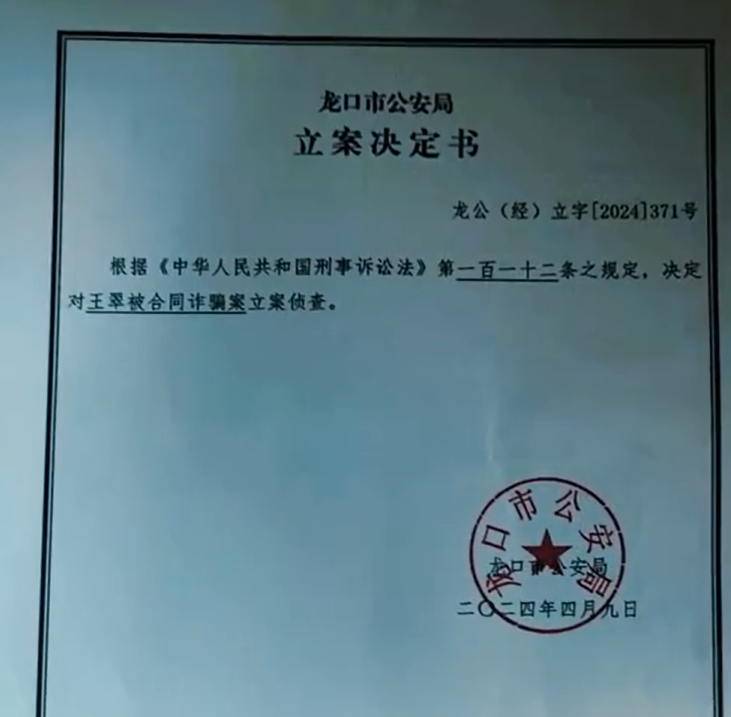 龙口市公安局
立案决定书
龙公（经）立字[2024]371号
根据《中华人民共和国刑事诉讼法》第一百一十二条之规定，决定
对王翠被合同诈骗案立案侦查。
龙口市公安局
龙口市公安局
二〇二四年四月九日